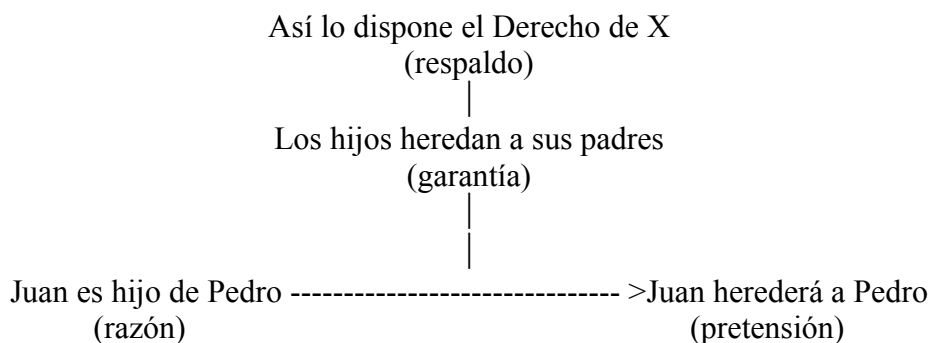 Así lo dispone el Derecho de X
(respaldo)
Los hijos heredan a sus padres
(garantía)
Juan es hijo de Pedro ------------------------------- >Juan herederá a Pedro
(razón) (pretensión)